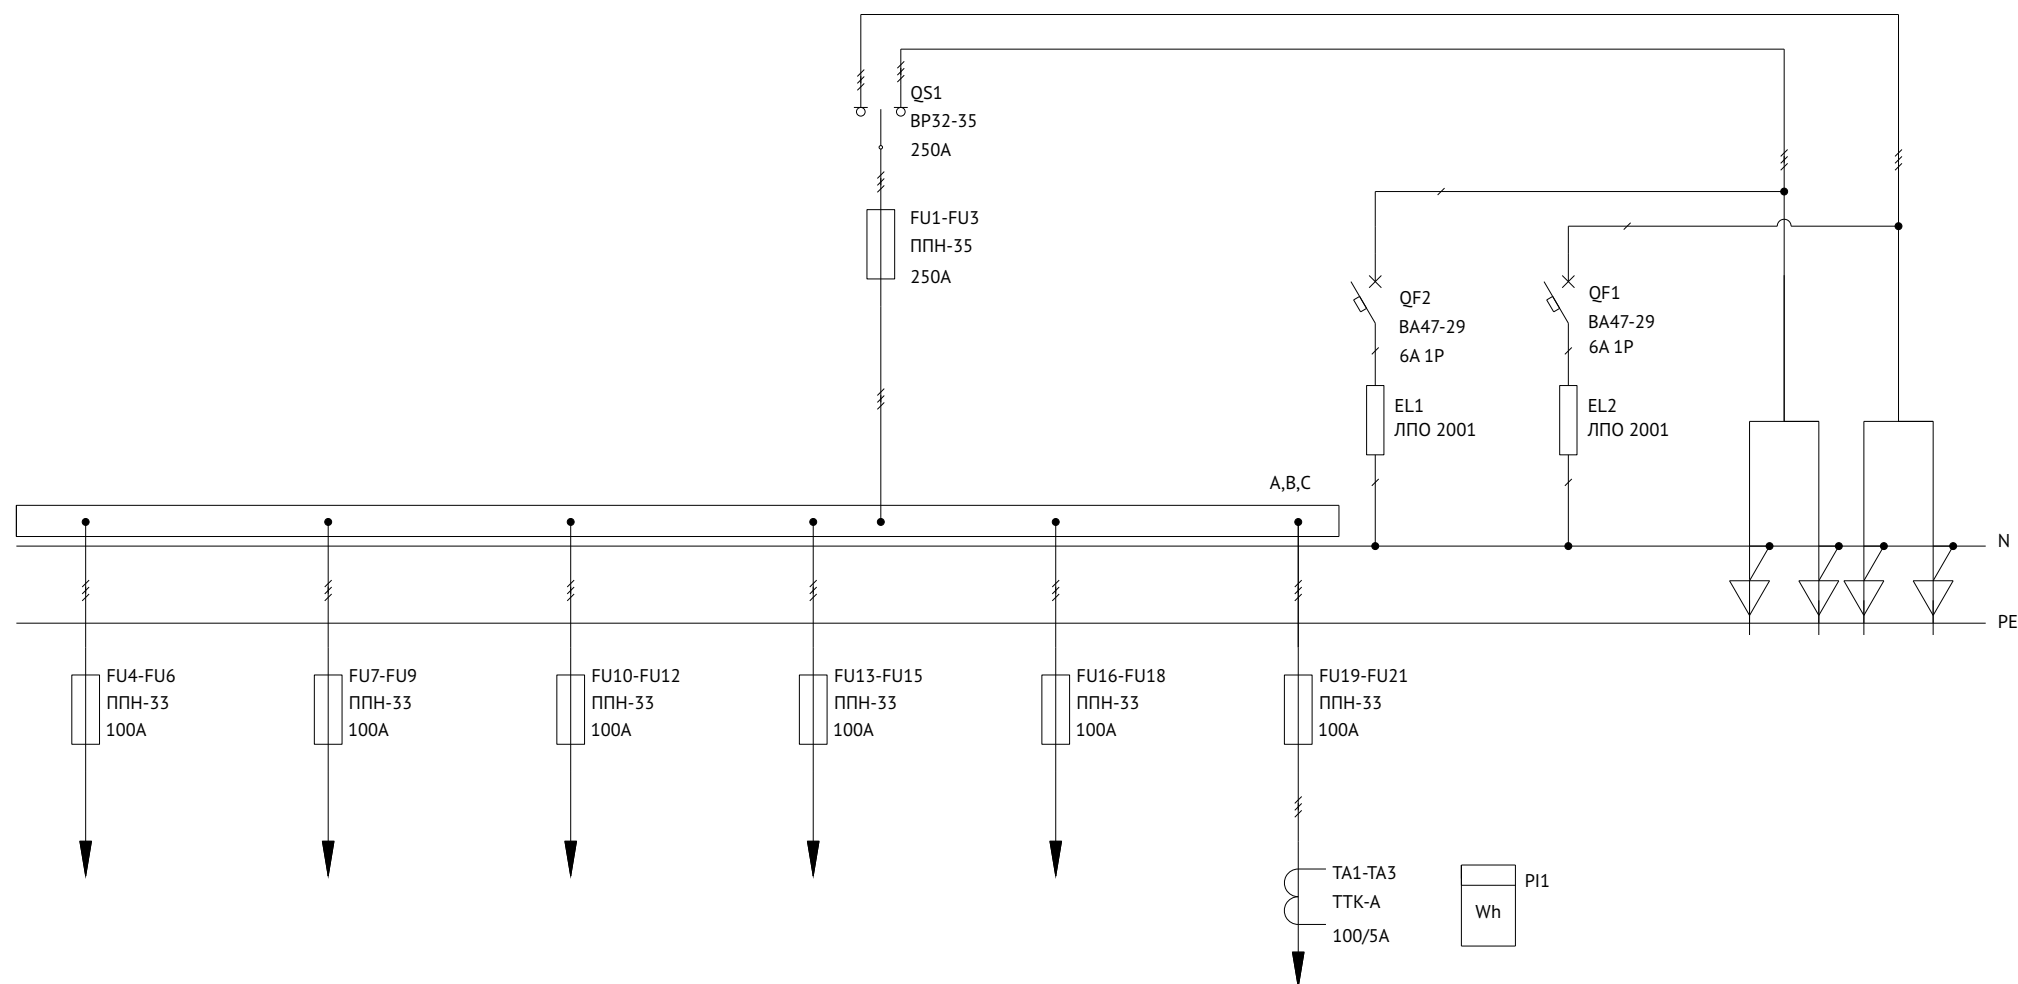 QS1
ВР32-35
250А
FU1-FU3
ППН-35
250А
QF2
ВА47-29
6А 1Р
QF1
ВА47-29
6А 1Р
EL1
ЛПО 2001
EL2
ЛПО 2001
A,B,C
N
PE
FU4-FU6
ППН-33
100А
FU7-FU9
ППН-33
100А
FU10-FU12
ППН-33
100А
FU13-FU15
ППН-33
100А
FU16-FU18
ППН-33
100А
FU19-FU21
ППН-33
100А
TA1-TA3
ТТК-А
100/5А
PI1
Wh